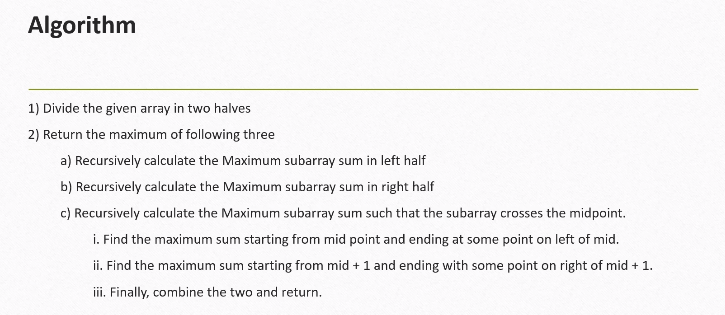 Algorithm
1) Divide the given array in two halves
2) Return the maximum of following three
a) Recursively calculate the Maximum subarray sum in left half
b) Recursively calculate the Maximum subarray sum in right half
c) Recursively calculate the Maximum subarray sum such that the subarray crosses the midpoint.
i. Find the maximum sum starting from mid point and ending at some point on left of mid.
ii. Find the maximum sum starting from mid + 1 and ending with some point on right of mid + 1.
iii. Finally, combine the two and return.